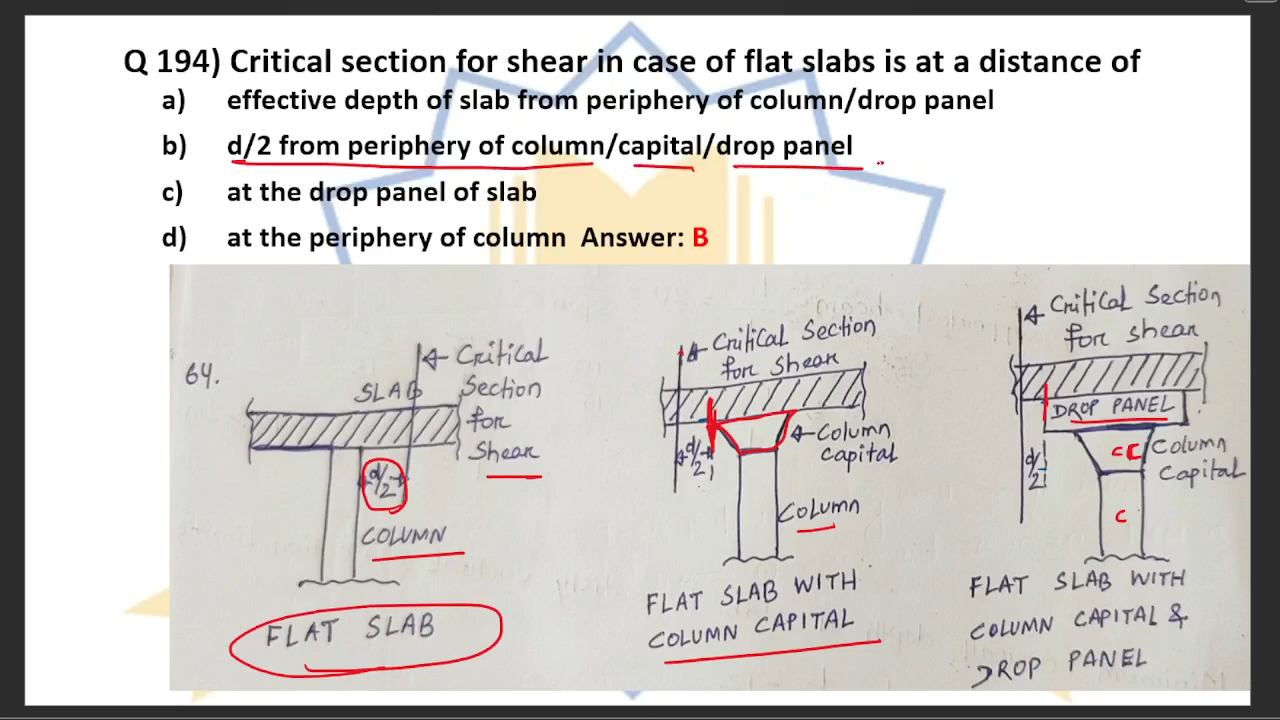 Q 194) Critical section for shear in case of flat slabs is at a distance of
a) effective depth of slab from periphery of column/drop panel
b) d/2 from periphery of column/capital/drop panel
c) at the drop panel of slab
d) at the periphery of column Answer: B
64.
SLAB
Critical
Section
for
Shear
d/2
COLUMN
FLAT SLAB
Critical Section
for Shear
d/2
Column
Capital
Column
FLAT SLAB WITH
COLUMN CAPITAL
Critical Section
for shear
DROP PANEL
d/2
CC
Column
Capital
C
FLAT SLAB WITH
COLUMN CAPITAL &
DROP PANEL